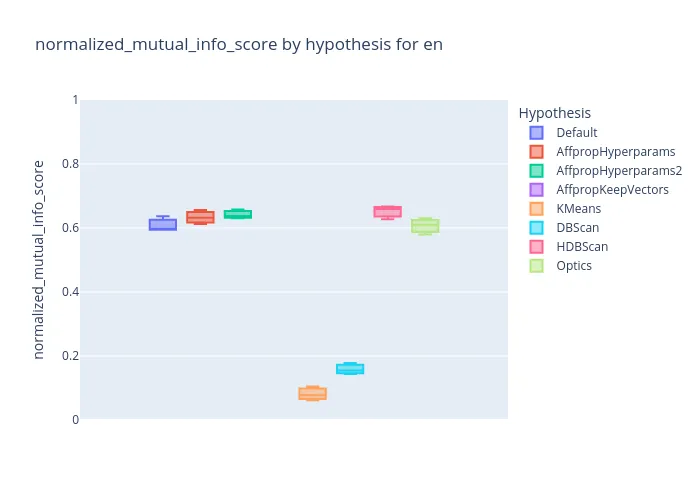 normalized_mutual_info_score by hypothesis for en
normalized_mutual_info_score
1
0.8
0.6
0.4
0.2
0
Hypothesis
Default
AffpropHyperparams
AffpropHyperparams2
AffpropKeepVectors
KMeans
DBScan
HDBScan
Optics